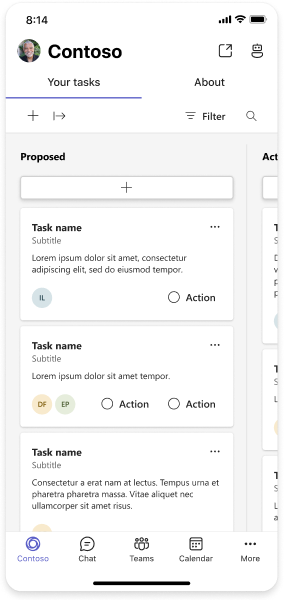 8:14
Contoso
Your tasks
About
Filter
Proposed
Task name
Subtitle
Lorem ipsum dolor sit amet, consectetur
adipiscing elit, sed do eiusmod tempor.
IL
Action
Task name
Subtitle
Lorem ipsum dolor sit amet tempor.
DF
EP
Action
Action
Task name
Subtitle
Consectetur a erat nam at lectus. Tempus urna et
pharetra pharetra massa. Vitae aliquet nec
ullamcorper sit amet risus.
Contoso
Chat
Teams
Calendar
More